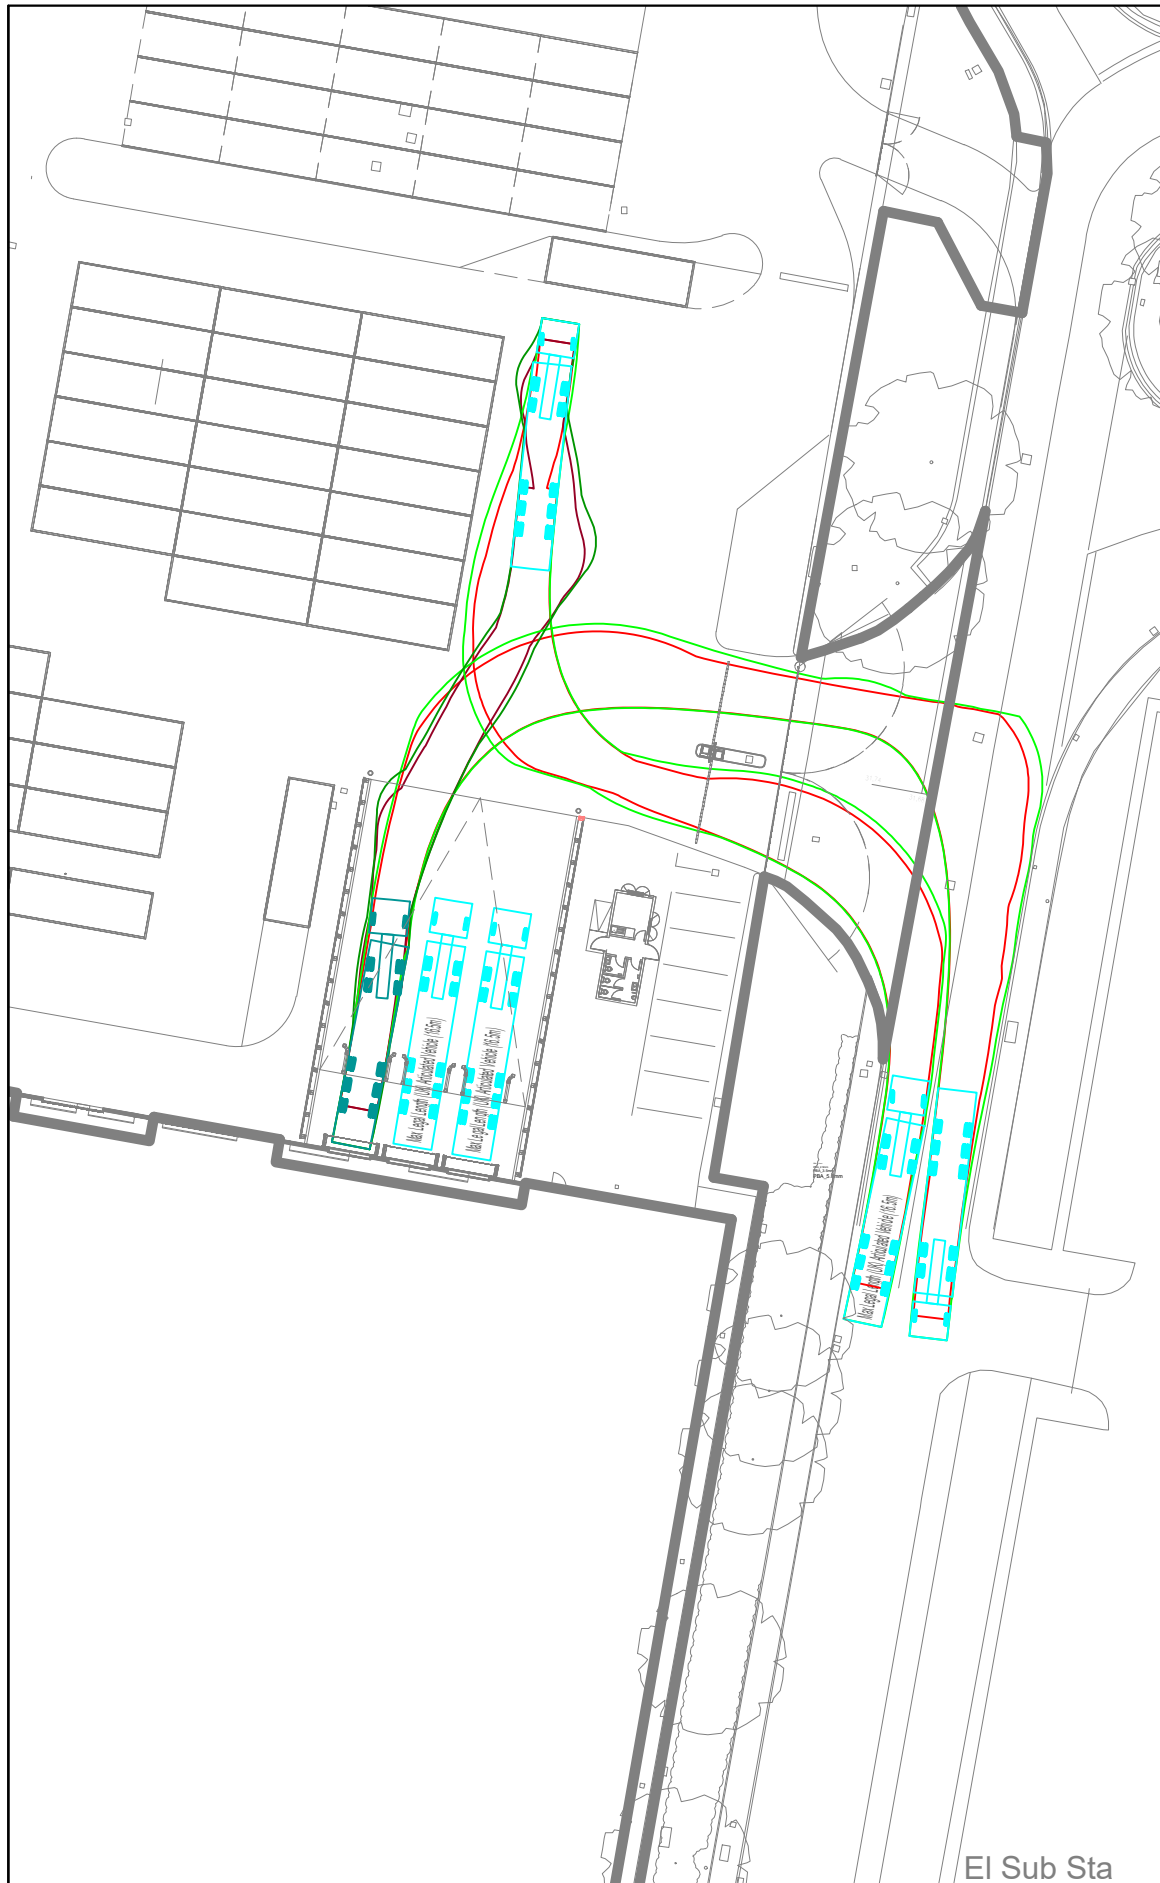 Max Legal Length (UK) Articulated Vehicle (16.5m)
Max Legal Length (UK) Articulated Vehicle (16.5m)
Max Legal Length (UK) Articulated Vehicle (16.5m)
El Sub Sta